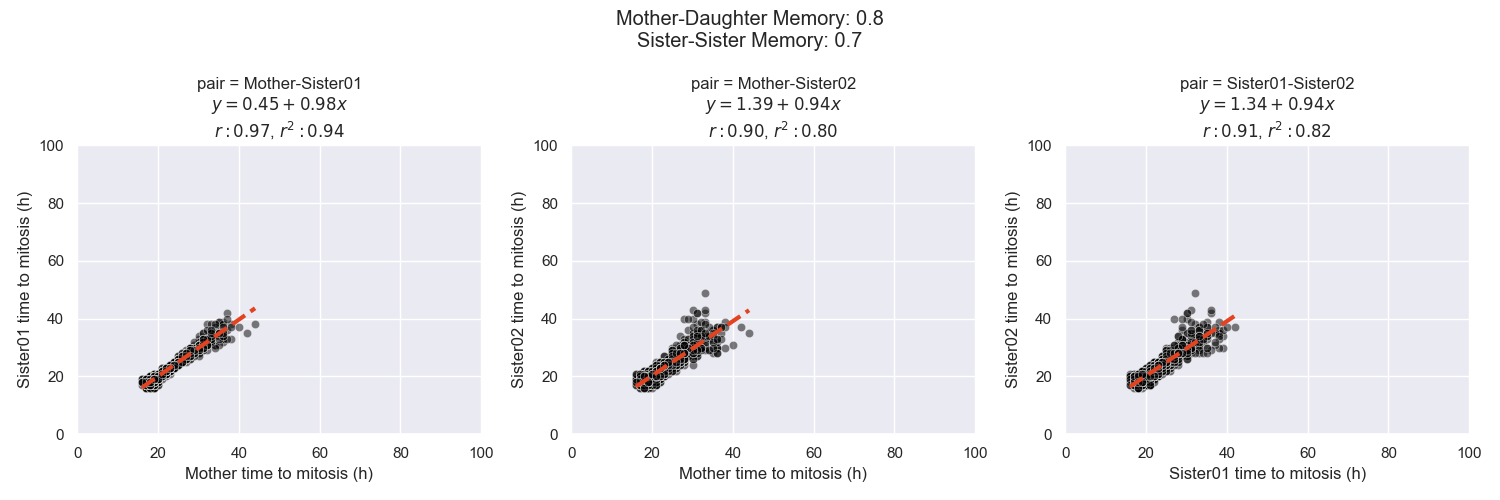 Mother-Daughter Memory: 0.8
Sister-Sister Memory: 0.7
pair = Mother-Sister01
y = 0.45 + 0.98x
r : 0.97, r² : 0.94
100
80
60
40
20
0
Sister01 time to mitosis (h)
0 20 40 60 80 100
Mother time to mitosis (h)
pair = Mother-Sister02
y = 1.39 + 0.94x
r : 0.90, r² : 0.80
100
80
60
40
20
0
Sister02 time to mitosis (h)
0 20 40 60 80 100
Mother time to mitosis (h)
pair = Sister01-Sister02
y = 1.34 + 0.94x
r : 0.91, r² : 0.82
100
80
60
40
20
0
Sister02 time to mitosis (h)
0 20 40 60 80 100
Sister01 time to mitosis (h)